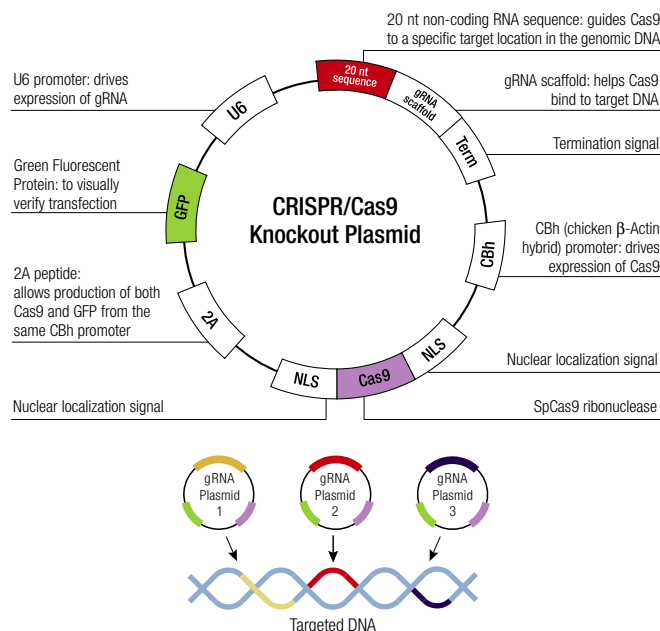 20 nt non-coding RNA sequence: guides Cas9
to a specific target location in the genomic DNA
U6 promoter: drives
expression of gRNA
20 nt
sequence
gRNA
scaffold
gRNA scaffold: helps Cas9
bind to target DNA
U6
Term
Termination signal
Green Fluorescent
Protein: to visually
verify transfection
GFP
CRISPR/Cas9
Knockout Plasmid
CBh
CBh (chicken β-Actin
hybrid) promoter: drives
expression of Cas9
2A peptide:
allows production of both
Cas9 and GFP from the
same CBh promoter
2A
NLS
Cas9
NLS
Nuclear localization signal
Nuclear localization signal
SpCas9 ribonuclease
gRNA
Plasmid
1
gRNA
Plasmid
2
gRNA
Plasmid
3
Targeted DNA